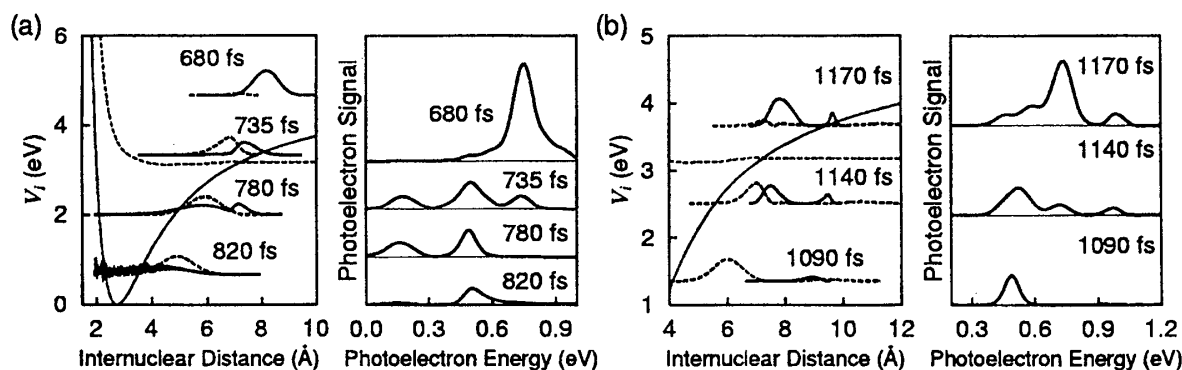 (a)
6
4
2
0
V_i (eV)
680 fs
735 fs
780 fs
820 fs
2
4
6
8
10
Internuclear Distance (Å)
Photoelectron Signal
680 fs
735 fs
780 fs
820 fs
0.0
0.3
0.6
0.9
Photoelectron Energy (eV)
(b)
5
4
3
2
1
V_i (eV)
1170 fs
1140 fs
1090 fs
4
6
8
10
12
Internuclear Distance (Å)
Photoelectron Signal
1170 fs
1140 fs
1090 fs
0.3
0.6
0.9
1.2
Photoelectron Energy (eV)